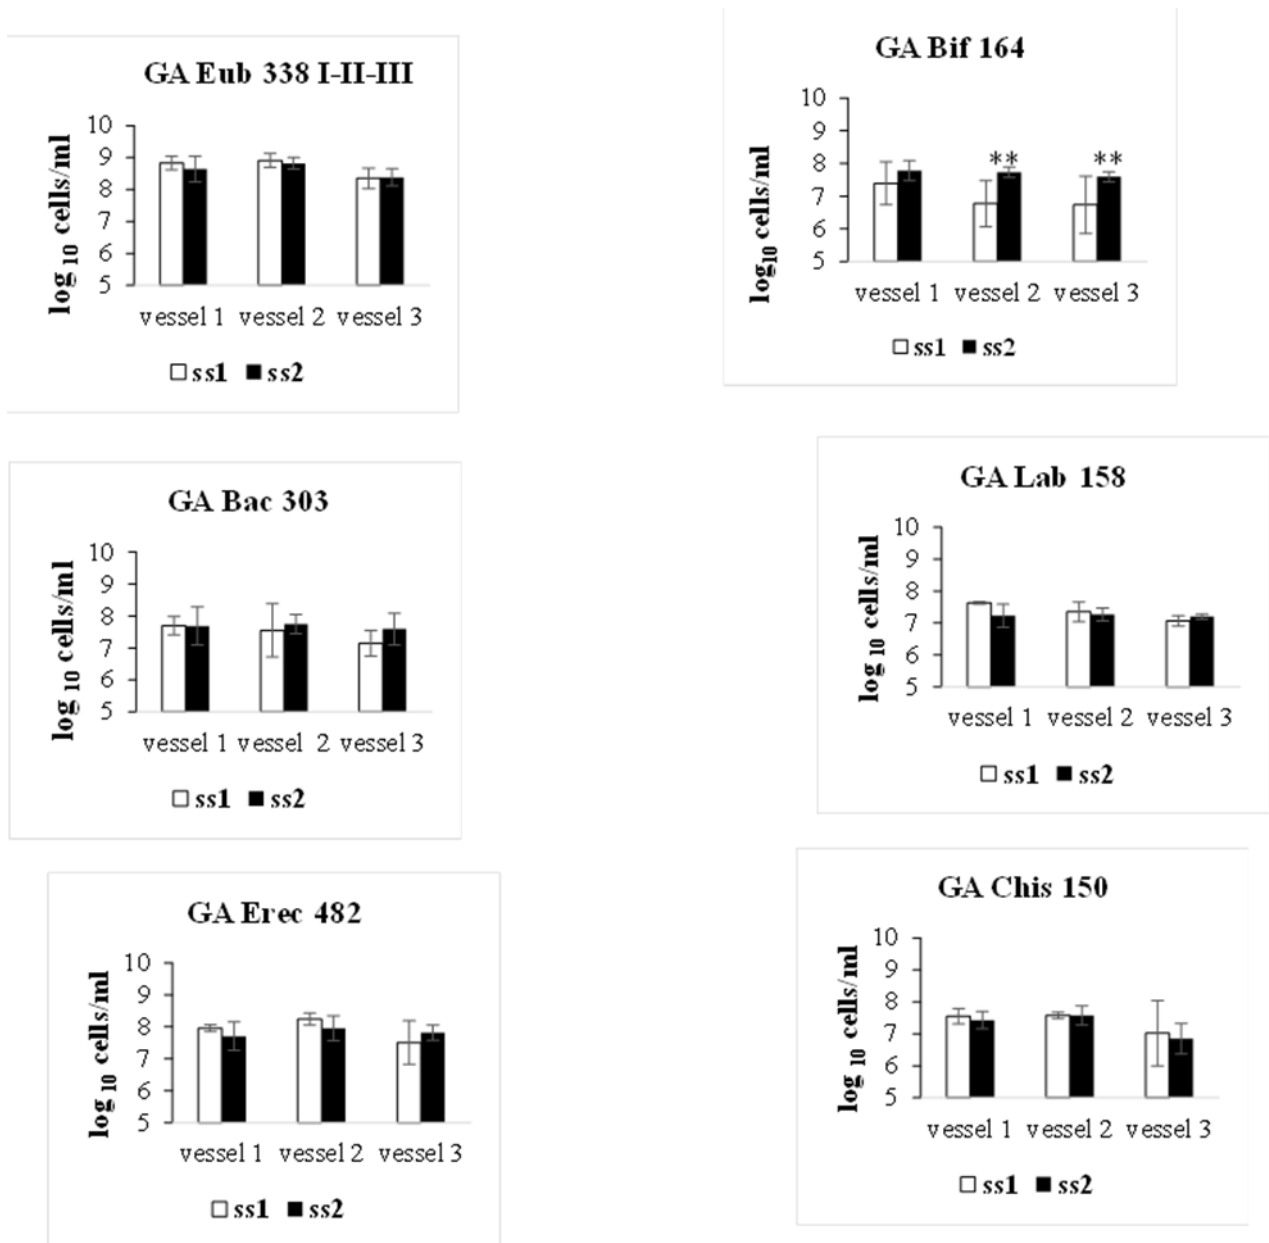 GA Eub 338 I-II-III
log 10 cells/ml
10
9
8
7
6
5
vessel 1 vessel 2 vessel 3
ss1 ss2
GA Bif 164
log10 cells/ml
10
9
8
7
6
5
** **
vessel 1 vessel 2 vessel 3
ss1 ss2
GA Bac 303
log 10 cells/ml
10
9
8
7
6
5
vessel 1 vessel 2 vessel 3
ss1 ss2
GA Lab 158
log 10 cells/ml
10
9
8
7
6
5
vessel 1 vessel 2 vessel 3
ss1 ss2
GA Erec 482
log 10 cells/ml
10
9
8
7
6
5
vessel 1 vessel 2 vessel 3
ss1 ss2
GA Chis 150
log 10 cells/ml
10
9
8
7
6
5
vessel 1 vessel 2 vessel 3
ss1 ss2